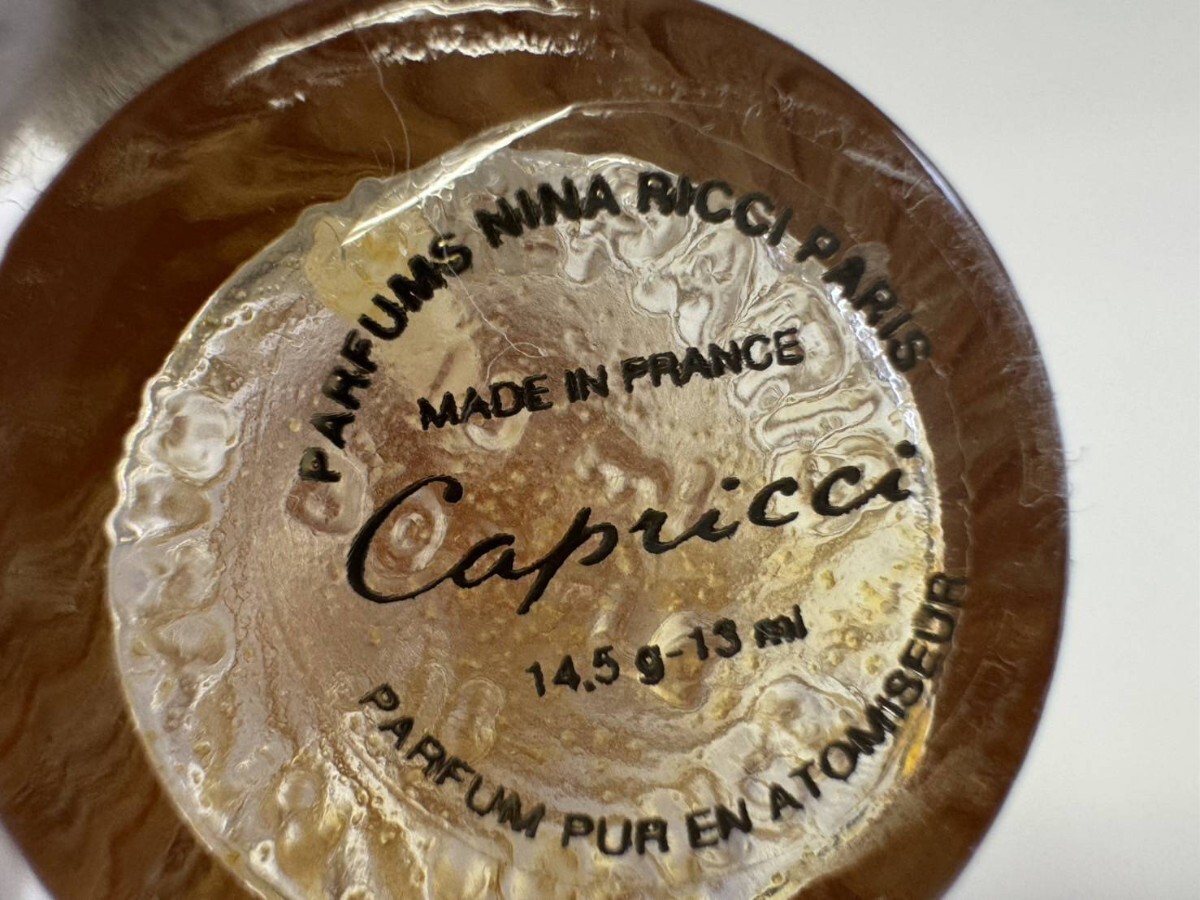 PARFUMS NINA RICCI PARIS
MADE IN FRANCE
Capricci
14.5 g-13 ml
PARFUM PUR EN ATOMISEUR